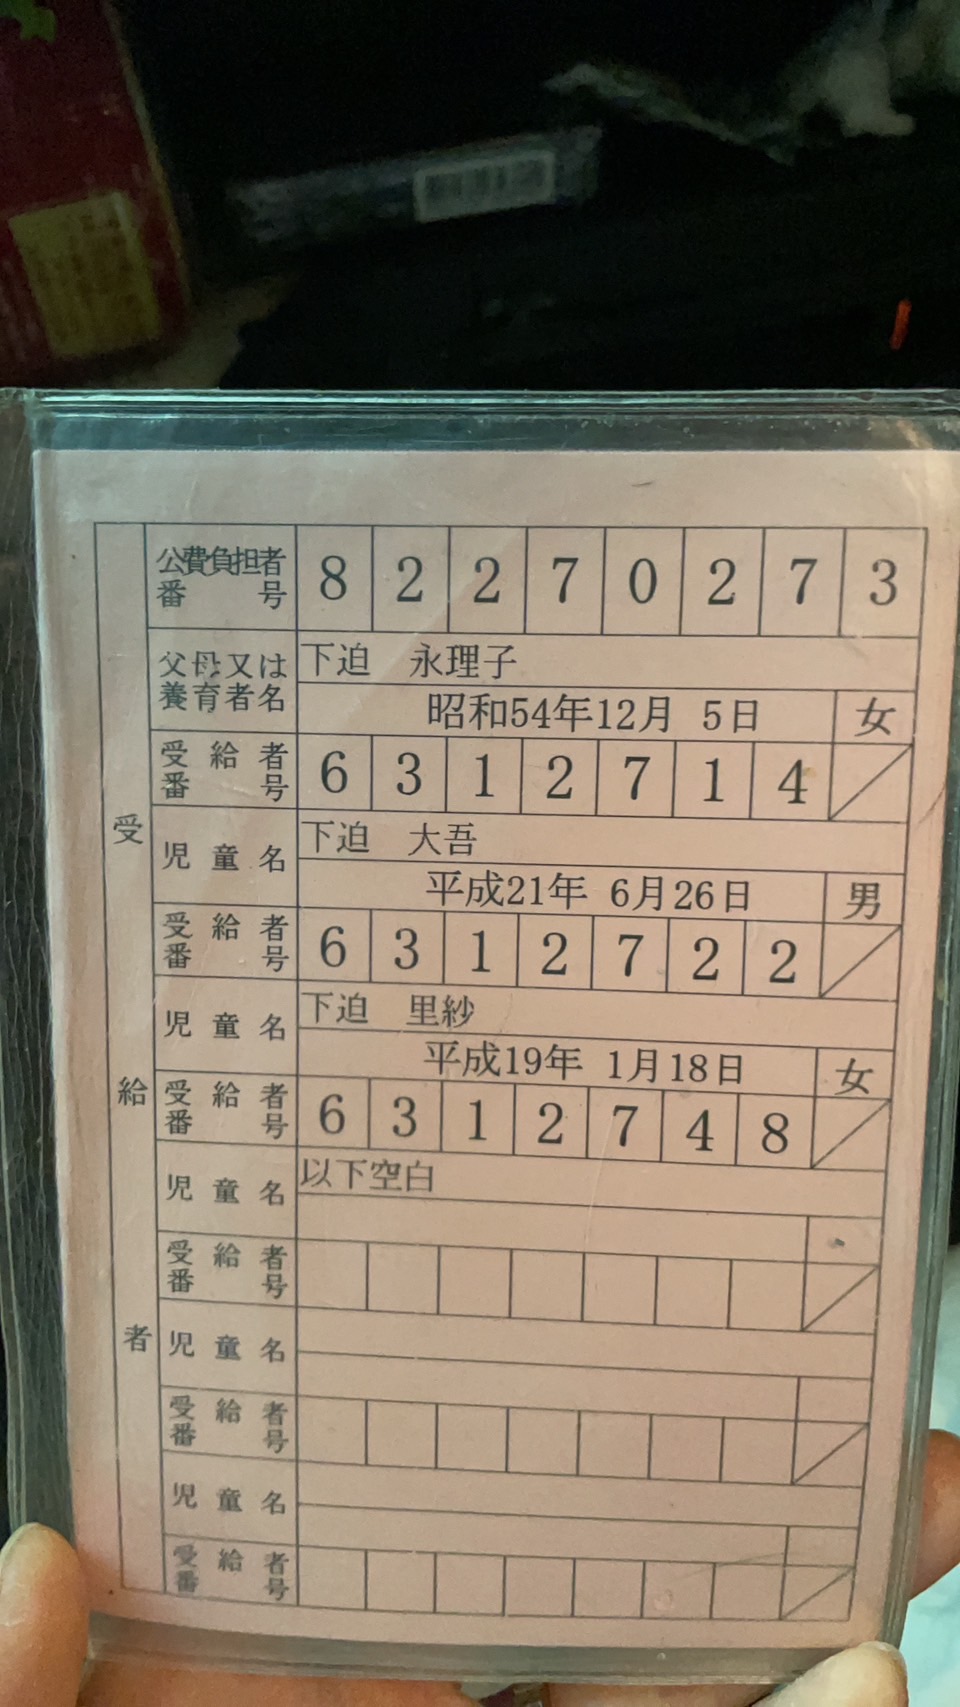 公費負担者番号 8 2 2 7 0 2 7 3
受給者
父母又は養育者名 下迫 永理子
昭和54年12月 5日 女
受給者番号 6 3 1 2 7 1 4
児童名 下迫 大吾
平成21年 6月26日 男
受給者番号 6 3 1 2 7 2 2
児童名 下迫 里紗
平成19年 1月18日 女
受給者番号 6 3 1 2 7 4 8
児童名 以下空白
受給者番号
児童名
受給者番号
児童名
受給者番号